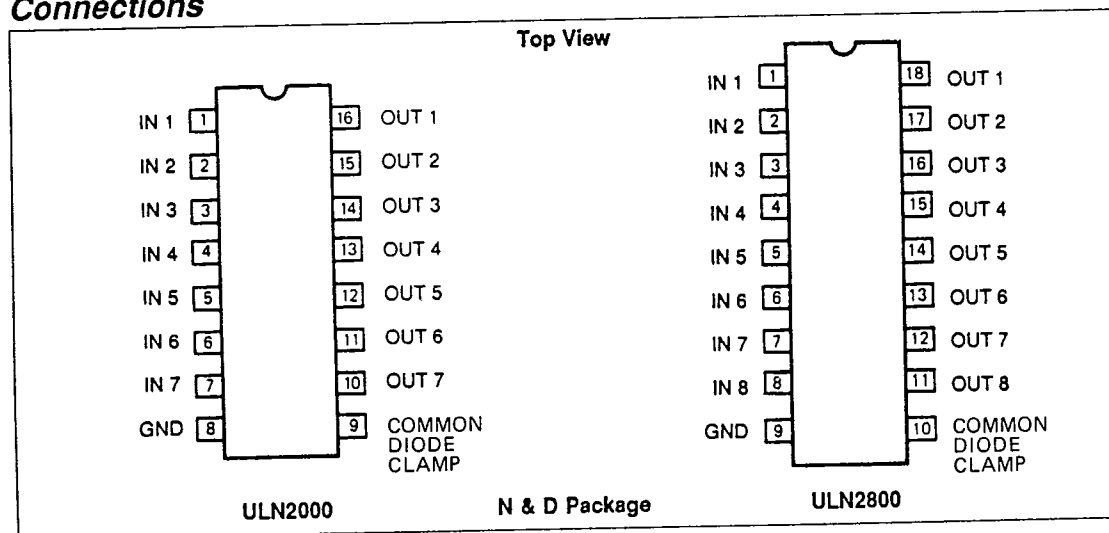 Connections
Top View
IN 1 1 16 OUT 1
IN 2 2 15 OUT 2
IN 3 3 14 OUT 3
IN 4 4 13 OUT 4
IN 5 5 12 OUT 5
IN 6 6 11 OUT 6
IN 7 7 10 OUT 7
GND 8 9 COMMON
DIODE
CLAMP
ULN2000
IN 1 1 18 OUT 1
IN 2 2 17 OUT 2
IN 3 3 16 OUT 3
IN 4 4 15 OUT 4
IN 5 5 14 OUT 5
IN 6 6 13 OUT 6
IN 7 7 12 OUT 7
IN 8 8 11 OUT 8
GND 9 10 COMMON
DIODE
CLAMP
ULN2800
N & D Package